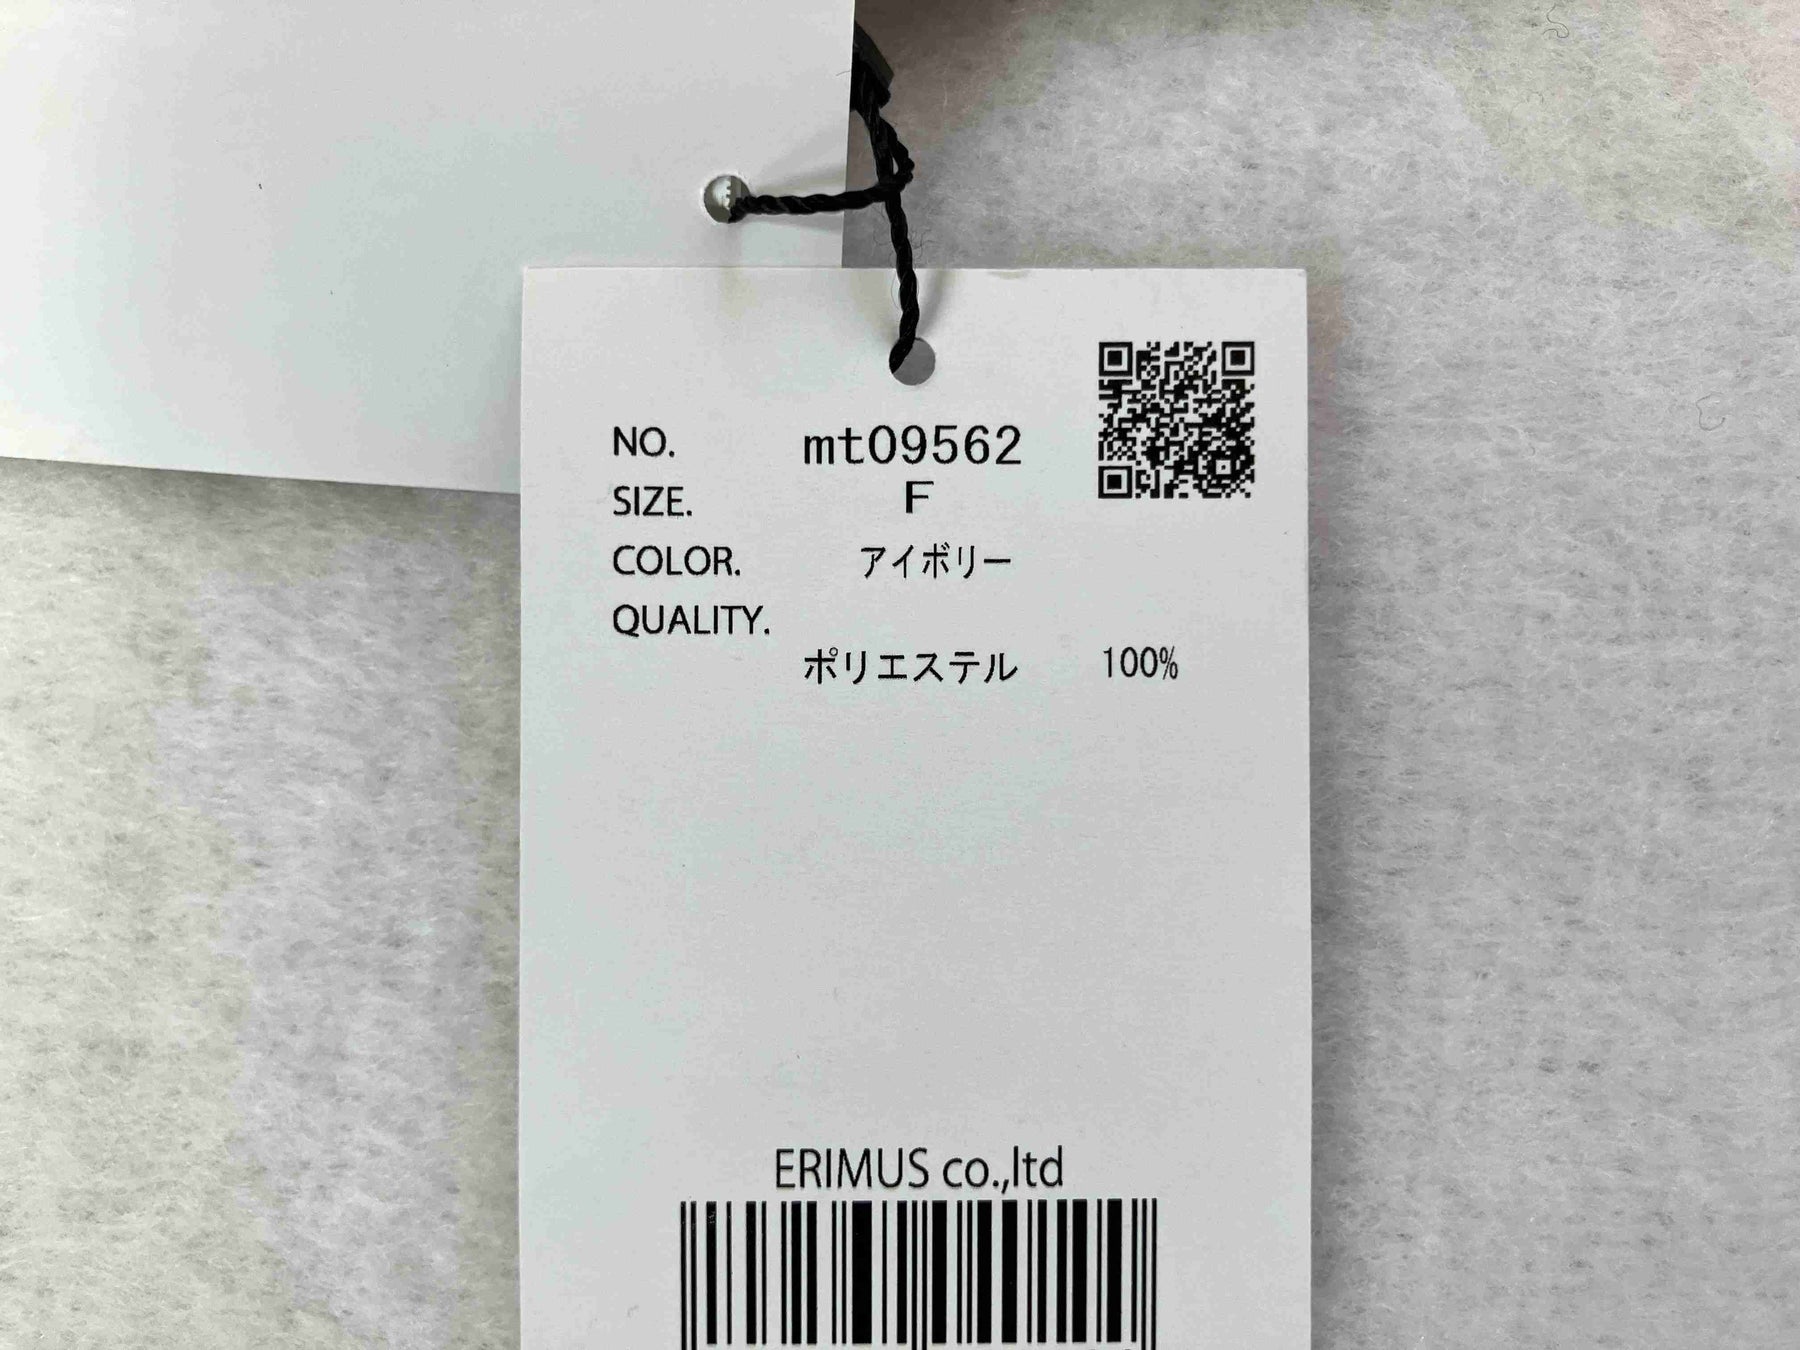 NO. mt09562
SIZE. F
COLOR. アイボリー
QUALITY.
ポリエステル 100%
ERIMUS co.,ltd